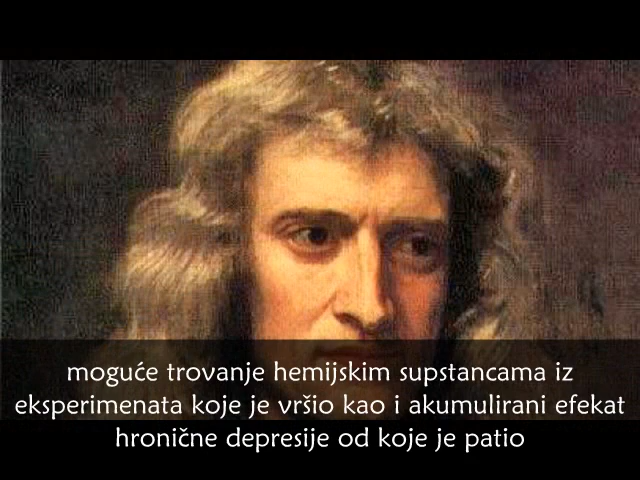 moguće trovanje hemijskim supstancama iz
eksperimenata koje je vršio kao i akumulirani efekat
hronične depresije od koje je patio